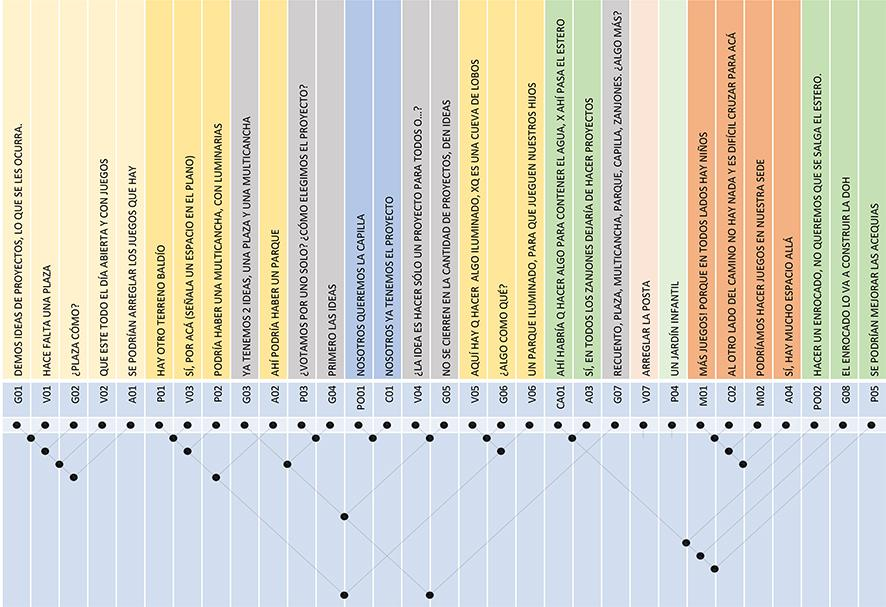 G01 DEMOS IDEAS DE PROYECTOS, LO QUE SE LES OCURRA.
V01 HACE FALTA UNA PLAZA
G02 ¿PLAZA CÓMO?
V02 QUE ESTE TODO EL DÍA ABIERTA Y CON JUEGOS
A01 SE PODRÍAN ARREGLAR LOS JUEGOS QUE HAY
P01 HAY OTRO TERRENO BALDÍO
V03 SÍ, POR ACÁ (SEÑALA UN ESPACIO EN EL PLANO)
P02 PODRÍA HABER UNA MULTICANCHA, CON LUMINARIAS
G03 YA TENEMOS 2 IDEAS, UNA PLAZA Y UNA MULTICANCHA
A02 AHÍ PODRÍA HABER UN PARQUE
P03 ¿VOTAMOS POR UNO SOLO? ¿CÓMO ELEGIMOS EL PROYECTO?
G04 PRIMERO LAS IDEAS
PO01 NOSOTROS QUEREMOS LA CAPILLA
C01 NOSOTROS YA TENEMOS EL PROYECTO
V04 ¿LA IDEA ES HACER SÓLO UN PROYECTO PARA TODOS O...?
G05 NO SE CIERREN EN LA CANTIDAD DE PROYECTOS, DEN IDEAS
V05 AQUÍ HAY Q HACER ALGO ILUMINADO, XQ ES UNA CUEVA DE LOBOS
G06 ¿ALGO COMO QUÉ?
V06 UN PARQUE ILUMINADO, PARA QUE JUEGUEN NUESTROS HIJOS
CA01 AHÍ HABRÍA Q HACER ALGO PARA CONTENER EL AGUA, X AHÍ PASA EL ESTERO
A03 SÍ, EN TODOS LOS ZANJONES DEJARÍA DE HACER PROYECTOS
G07 RECUENTO, PLAZA, MULTICANCHA, PARQUE, CAPILLA, ZANJONES. ¿ALGO MÁS?
V07 ARREGLAR LA POSTA
P04 UN JARDÍN INFANTIL
M01 MÁS JUEGOS! PORQUE EN TODOS LADOS HAY NIÑOS
C02 AL OTRO LADO DEL CAMINO NO HAY NADA Y ES DIFÍCIL CRUZAR PARA ACÁ
M02 PODRÍAMOS HACER JUEGOS EN NUESTRA SEDE
A04 SÍ, HAY MUCHO ESPACIO ALLÁ
PO02 HACER UN ENROCADO, NO QUEREMOS QUE SE SALGA EL ESTERO.
G08 EL ENROCADO LO VA A CONSTRUIR LA DOH
P05 SE PODRÍAN MEJORAR LAS ACEQUIAS